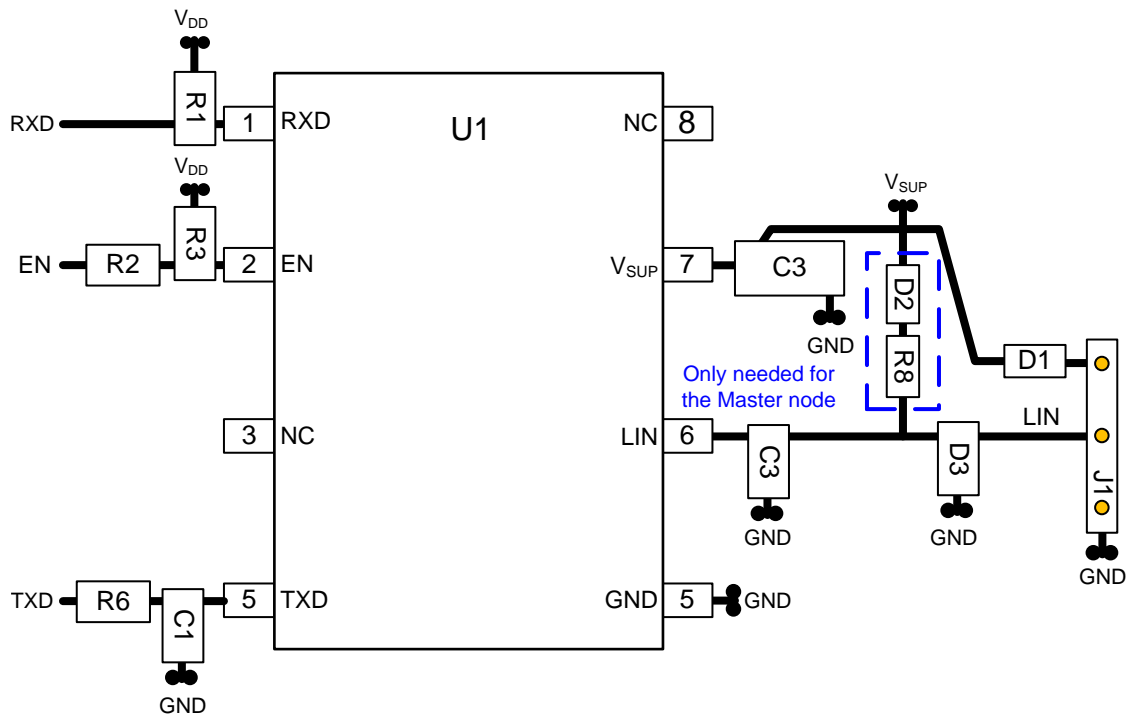 VDD
RXD
R1
1
RXD
U1
NC
8
VDD
VSUP
EN
R2
R3
2
EN
VSUP
7
C3
D2
GND
R8
D1
Only needed for
the Master node
LIN
3
NC
LIN
6
C3
D3
J1
GND
GND
GND
TXD
R6
C1
5
TXD
GND
5
GND
GND